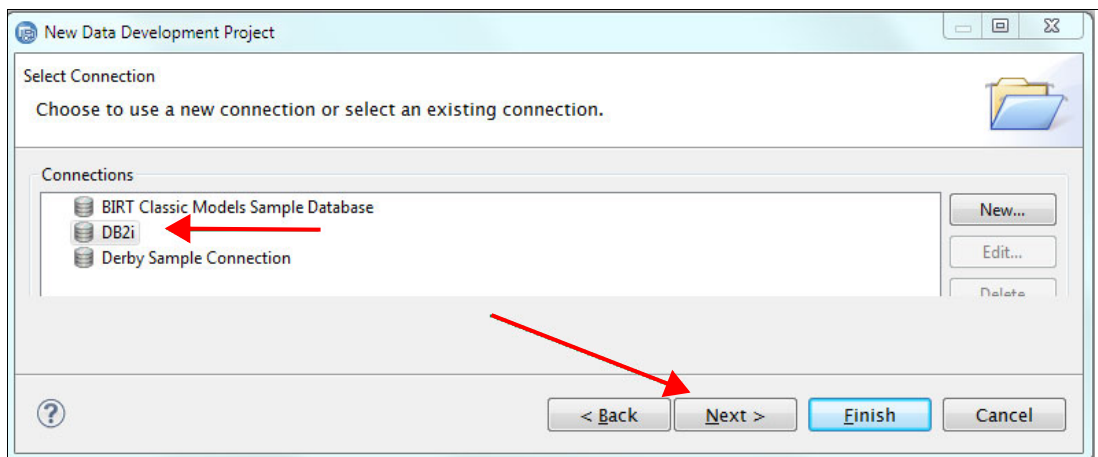 New Data Development Project
Select Connection
Choose to use a new connection or select an existing connection.
Connections
BIRT Classic Models Sample Database
DB2i
Derby Sample Connection
New...
Edit...
Delete
< Back
Next >
Finish
Cancel